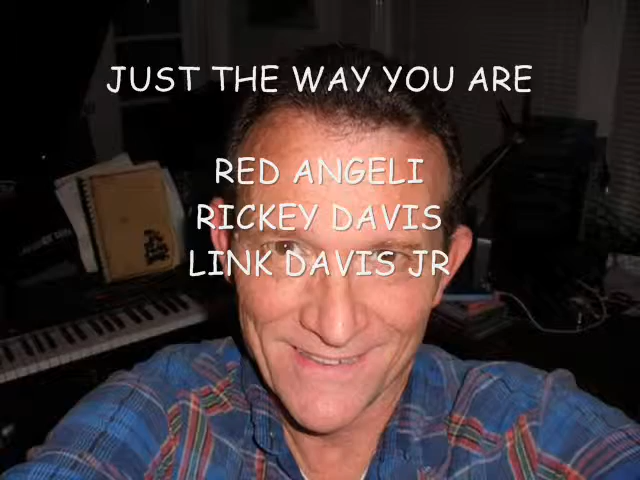 JUST THE WAY YOU ARE
RED ANGELI
RICKEY DAVIS
LINK DAVIS JR